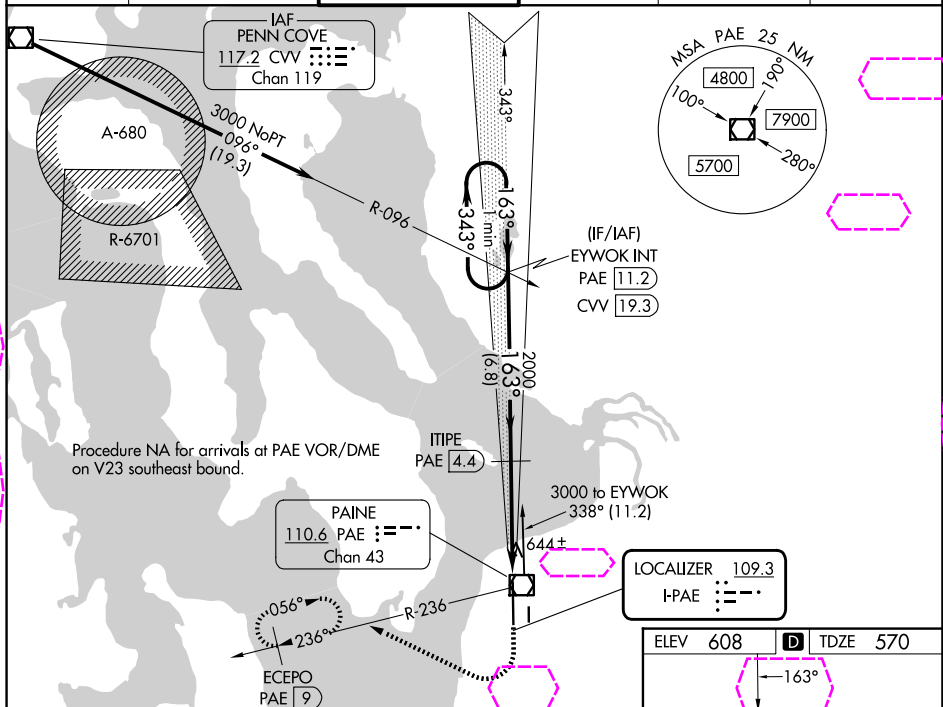 IAF
PENN COVE
117.2 CVV
Chan 119
MSA PAE 25 NM
4800
190°
100°
7900
5700
280°
343°
A-680
3000 NoPT
096°
(19.3)
R-096
R-6701
343°
1 min
163°
(IF/IAF)
EYWOK INT
PAE 11.2
CVV 19.3
2000
163°
(6.8)
Procedure NA for arrivals at PAE VOR/DME
on V23 southeast bound.
ITIPE
PAE 4.4
3000 to EYWOK
338° (11.2)
PAINE
110.6 PAE
Chan 43
644±
LOCALIZER 109.3
I-PAE
056°
236°
R-236
ECEPO
PAE 9
ELEV 608 D TDZE 570
163°